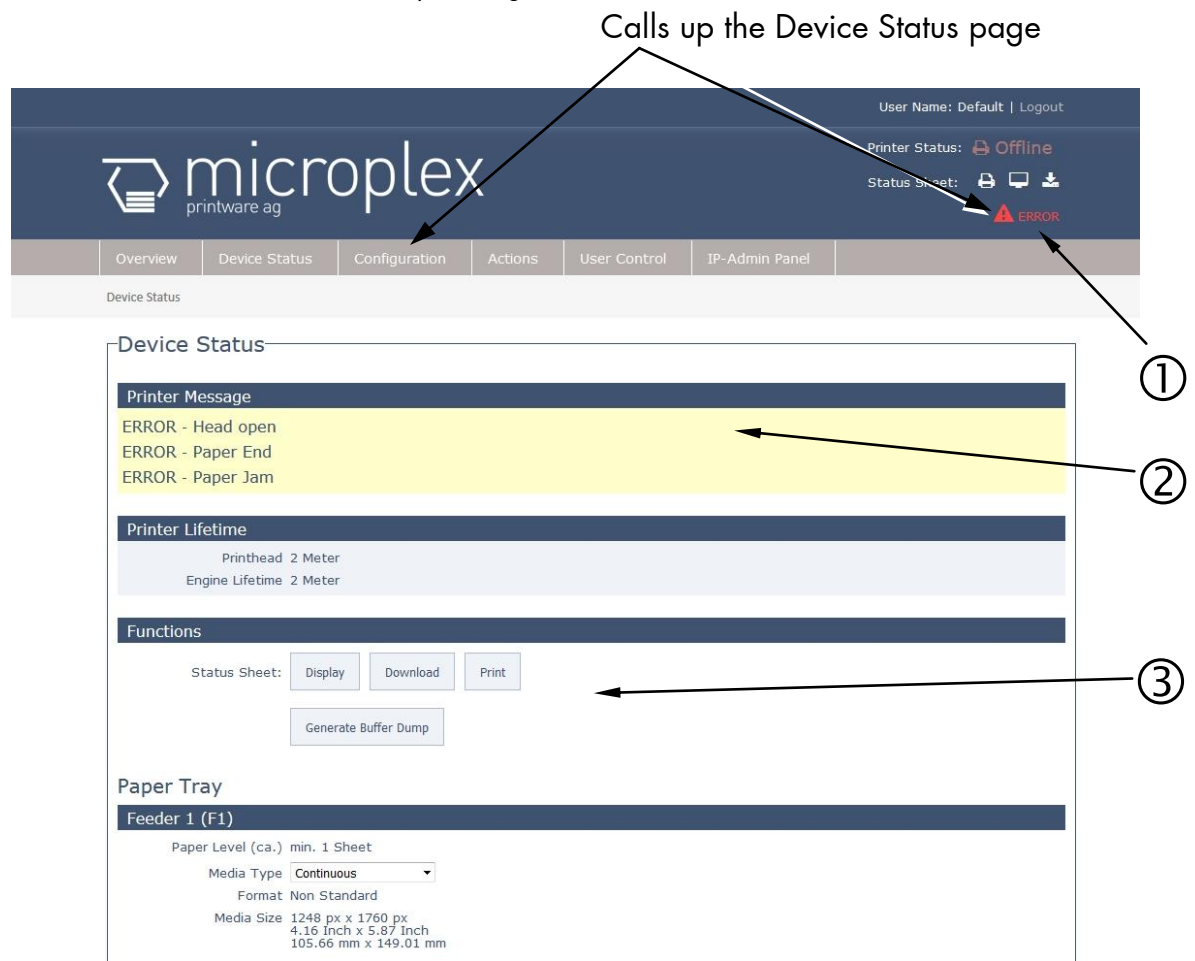 Calls up the Device Status page
User Name: Default | Logout
microplex
printware ag
Printer Status: Offline
Status Sheet:
ERROR
Overview Device Status Configuration Actions User Control IP-Admin Panel
Device Status
①
Device Status
Printer Message
ERROR - Head open
ERROR - Paper End
ERROR - Paper Jam
②
Printer Lifetime
Printhead 2 Meter
Engine Lifetime 2 Meter
Functions
Status Sheet: Display Download Print
③
Generate Buffer Dump
Paper Tray
Feeder 1 (F1)
Paper Level (ca.) min. 1 Sheet
Media Type Continuous
Format Non Standard
Media Size 1248 px x 1760 px
4.16 Inch x 5.87 Inch
105.66 mm x 149.01 mm